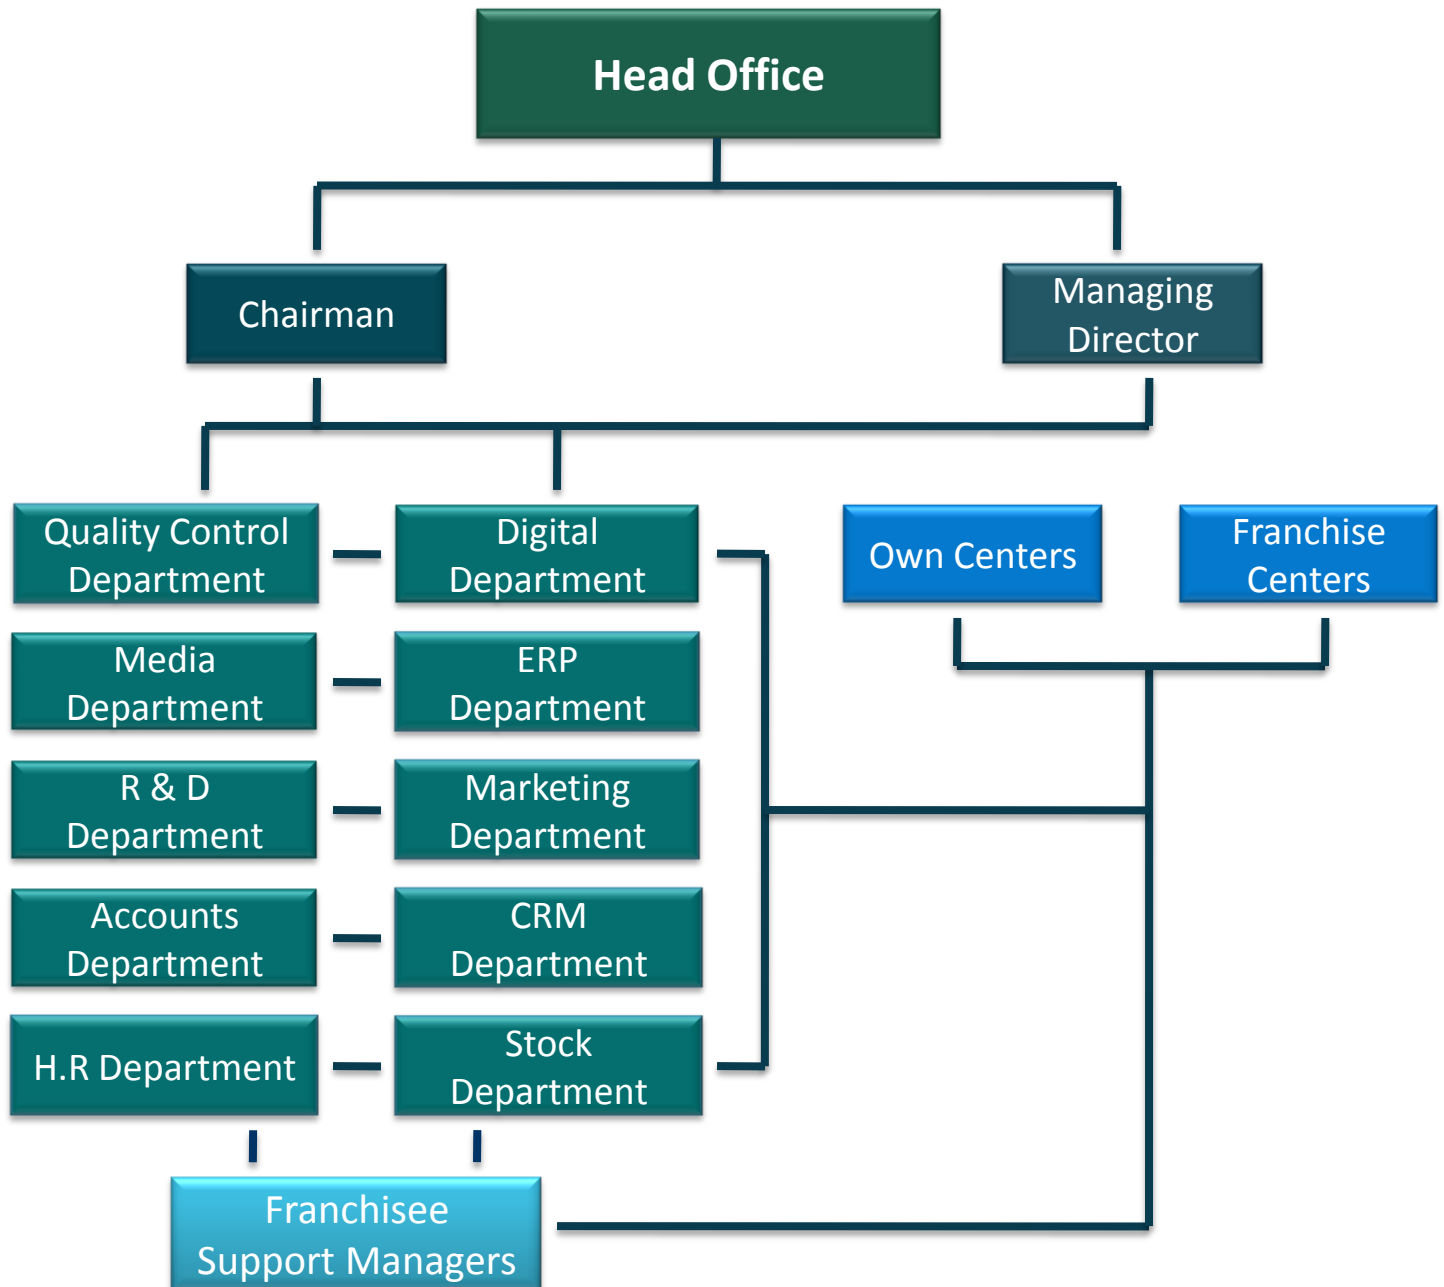 Head Office
Chairman
Managing
Director
Quality Control
Department
Digital
Department
Own Centers
Franchise
Centers
Media
Department
ERP
Department
R & D
Department
Marketing
Department
Accounts
Department
CRM
Department
H.R Department
Stock
Department
Franchisee
Support Managers